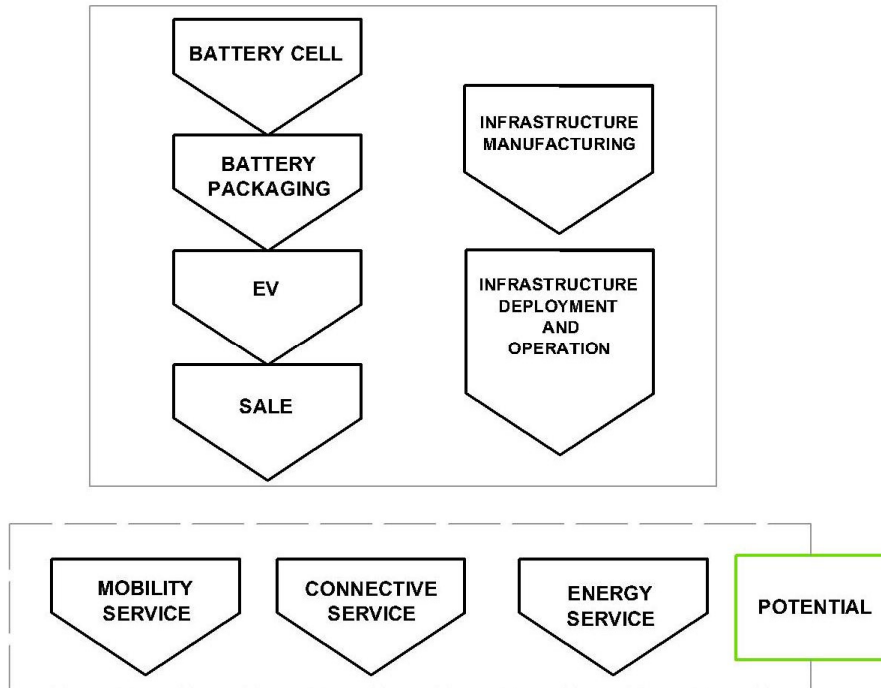 BATTERY CELL
BATTERY
PACKAGING
EV
SALE
INFRASTRUCTURE
MANUFACTURING
INFRASTRUCTURE
DEPLOYMENT
AND
OPERATION
MOBILITY
SERVICE
CONNECTIVE
SERVICE
ENERGY
SERVICE
POTENTIAL